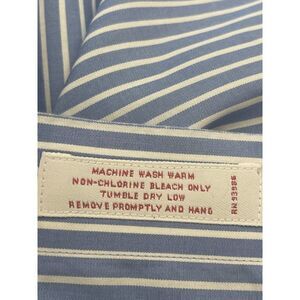 MACHINE WASH WARM
NON-CHLORINE BLEACH ONLY
TUMBLE DRY LOW
REMOVE PROMPTLY AND HANG
RN 93986